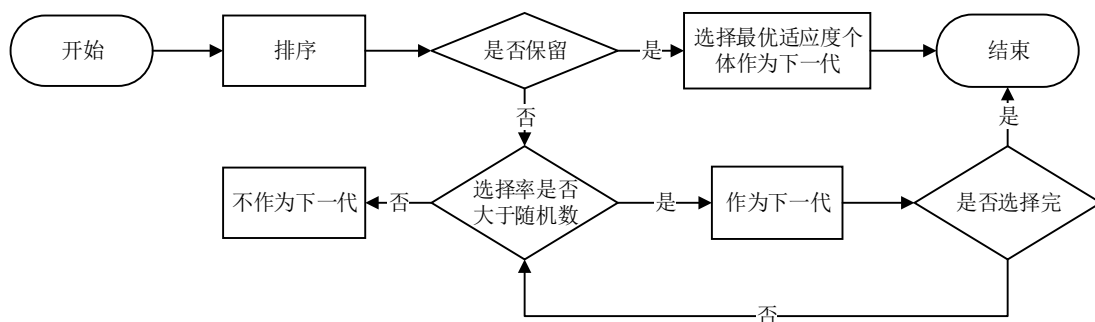 开始
排序
是否保留
是
选择最优适应度个
体作为下一代
结束
否
是
不作为下一代
否
选择率是否
大于随机数
是
作为下一代
是否选择完
否